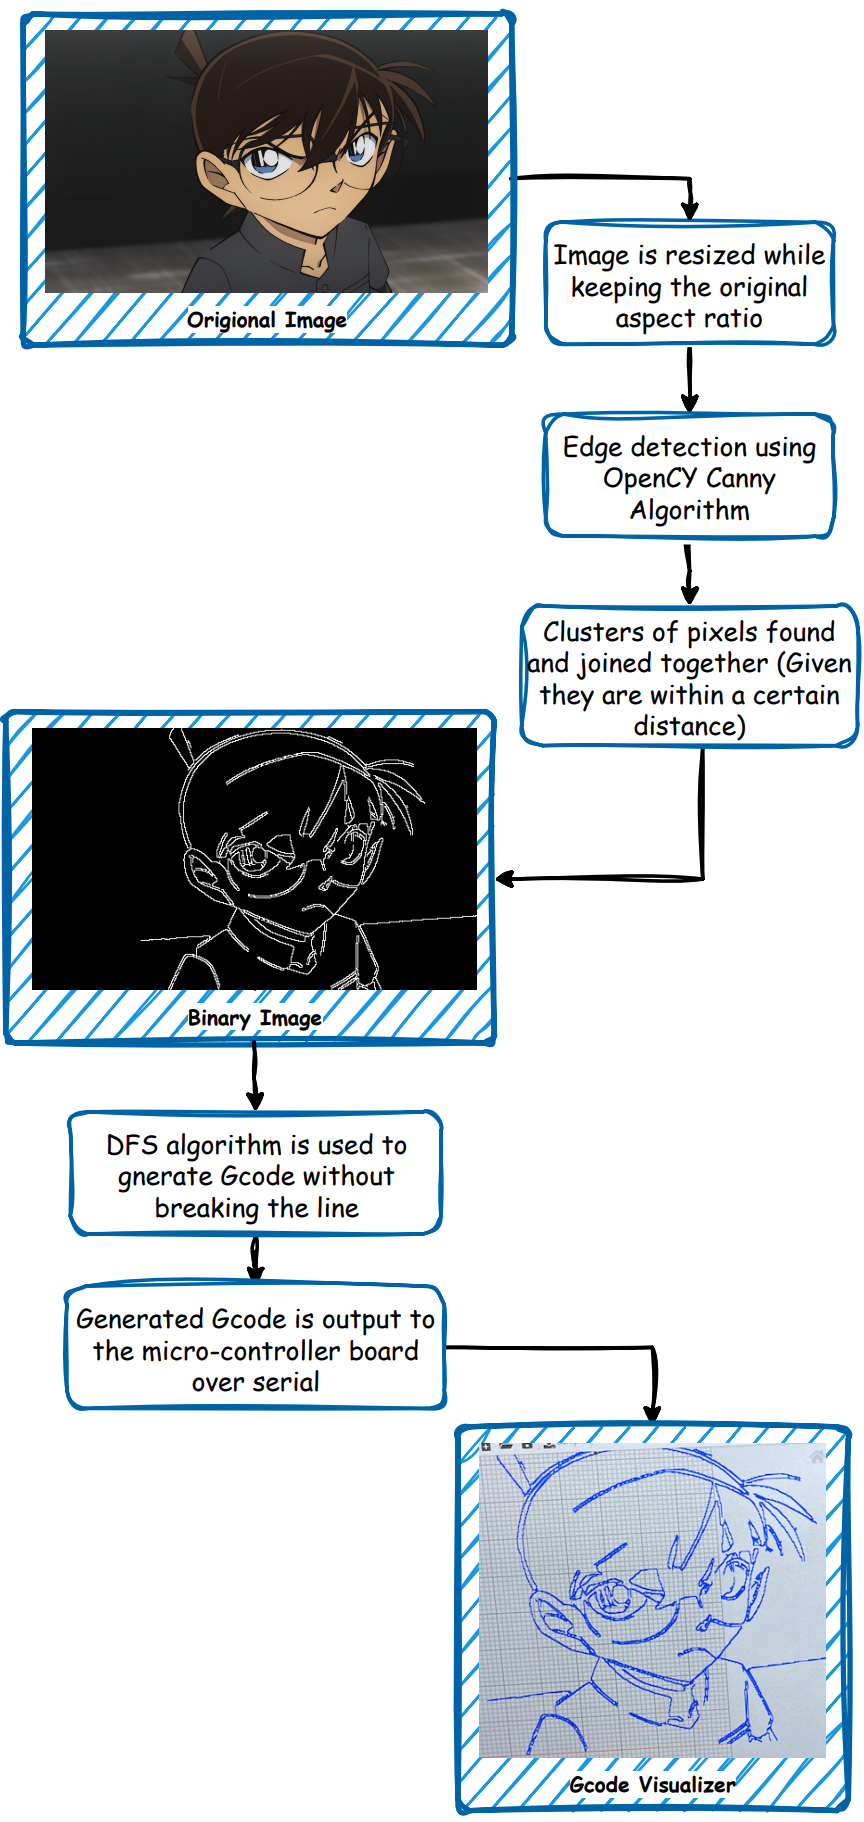 Origional Image
Image is resized while
keeping the original
aspect ratio
Edge detection using
OpenCY Canny
Algorithm
Clusters of pixels found
and joined together (Given
they are within a certain
distance)
Binary Image
DFS algorithm is used to
gnerate Gcode without
breaking the line
Generated Gcode is output to
the micro-controller board
over serial
Gcode Visualizer